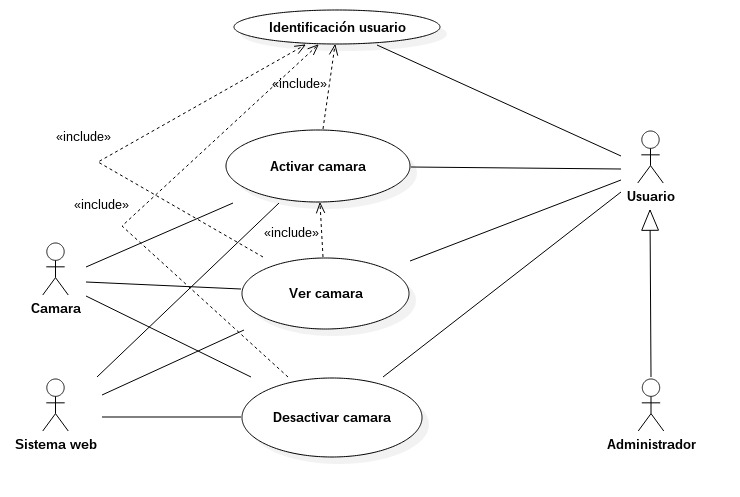 Identificación usuario
«include»
«include»
Activar camara
Usuario
«include»
«include»
Camara
Ver camara
Sistema web
Desactivar camara
Administrador